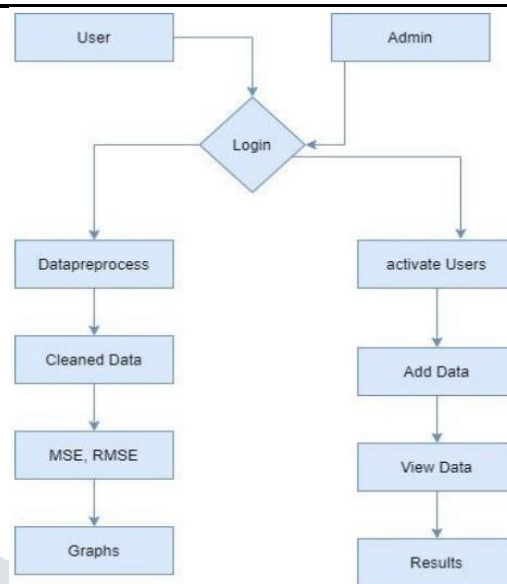 User
Admin
Login
Datapreprocess
activate Users
Cleaned Data
Add Data
MSE, RMSE
View Data
Graphs
Results